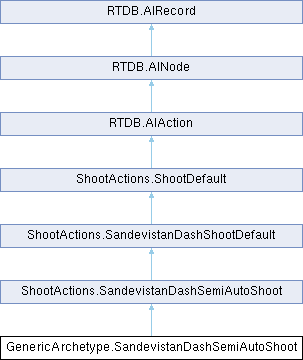 RTDB.AIRecord
RTDB.AINode
RTDB.AIAction
ShootActions.ShootDefault
ShootActions.SandevistanDashShootDefault
ShootActions.SandevistanDashSemiAutoShoot
GenericArchetype.SandevistanDashSemiAutoShoot